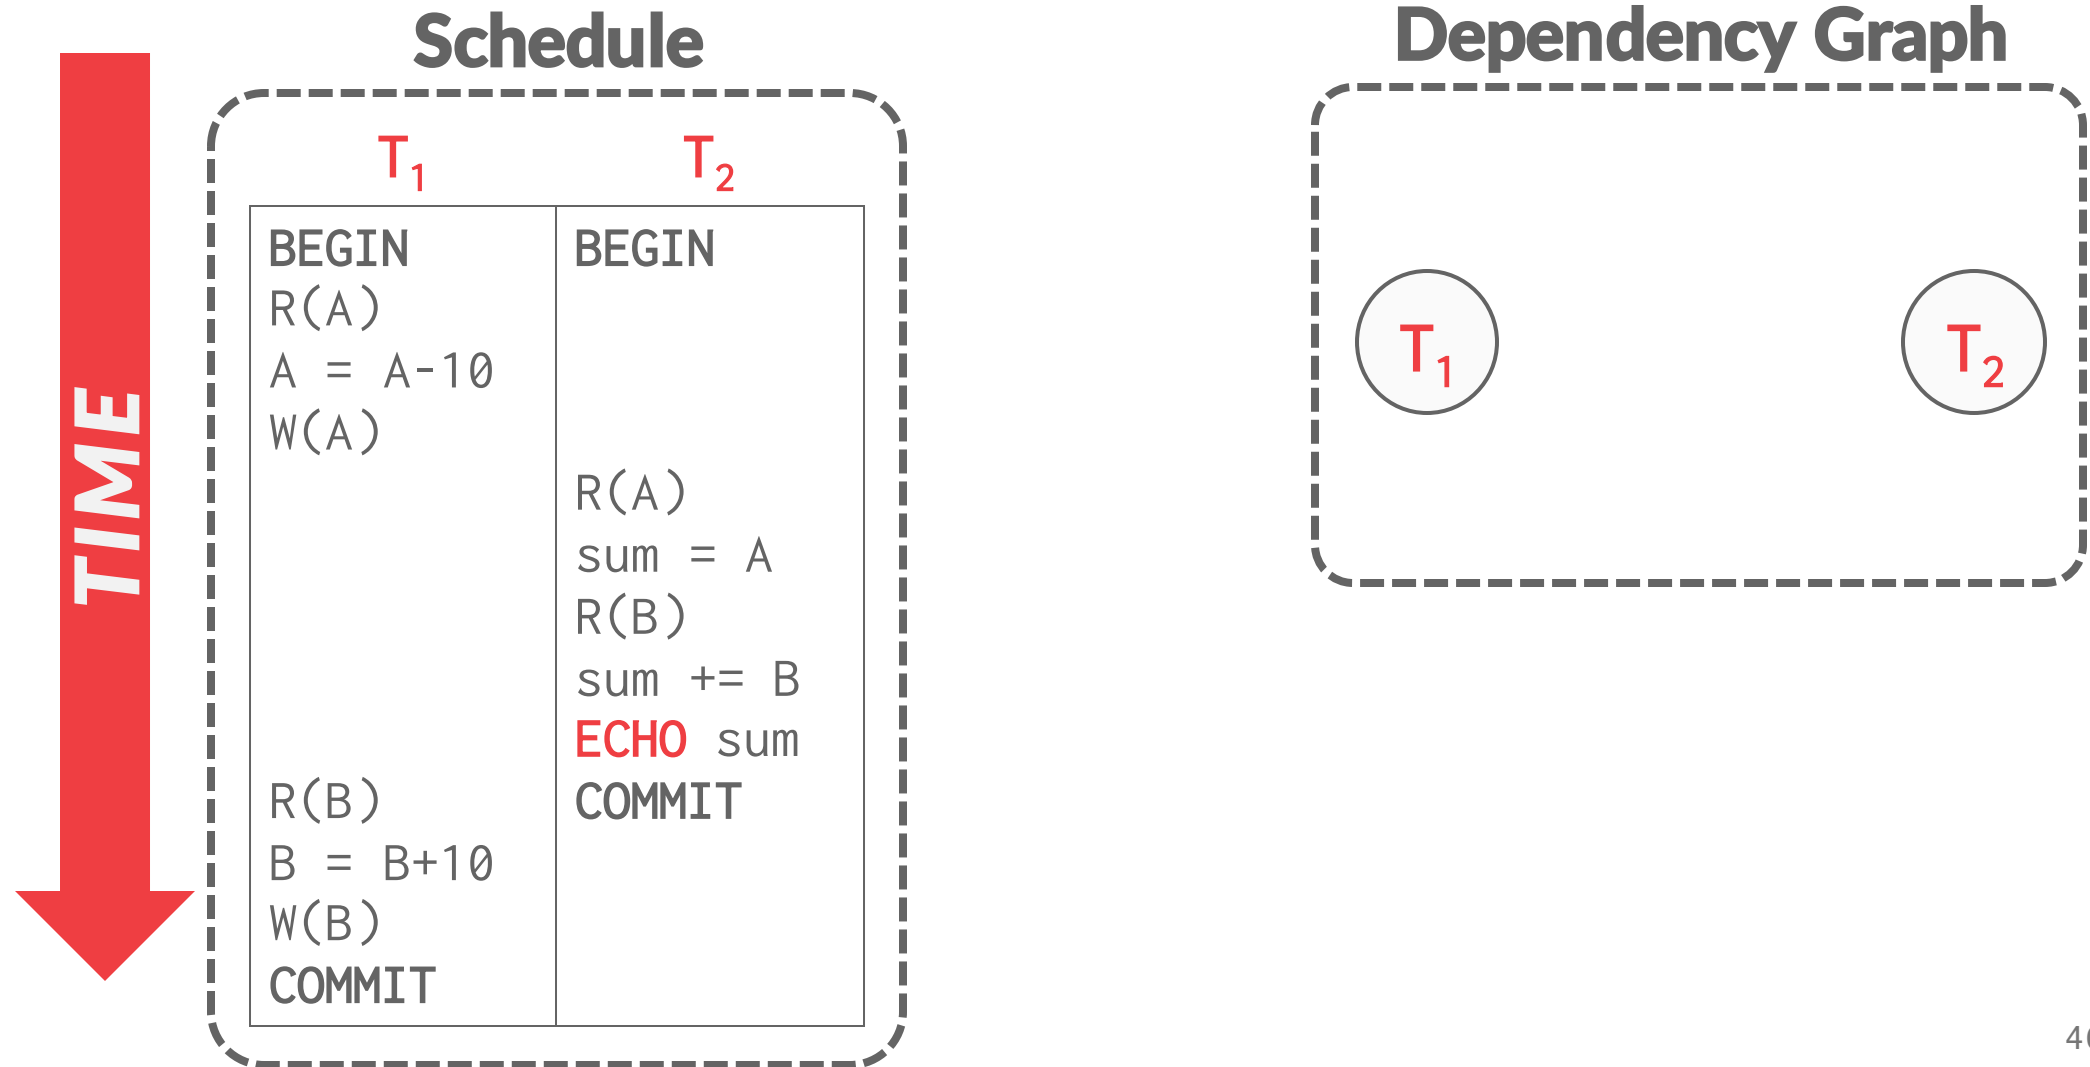 Schedule
Dependency Graph
TIME
T1 T2
BEGIN BEGIN
R(A)
A = A-10
W(A)
R(A)
sum = A
R(B)
sum += B
ECHO sum
R(B) COMMIT
B = B+10
W(B)
COMMIT
T1 T2